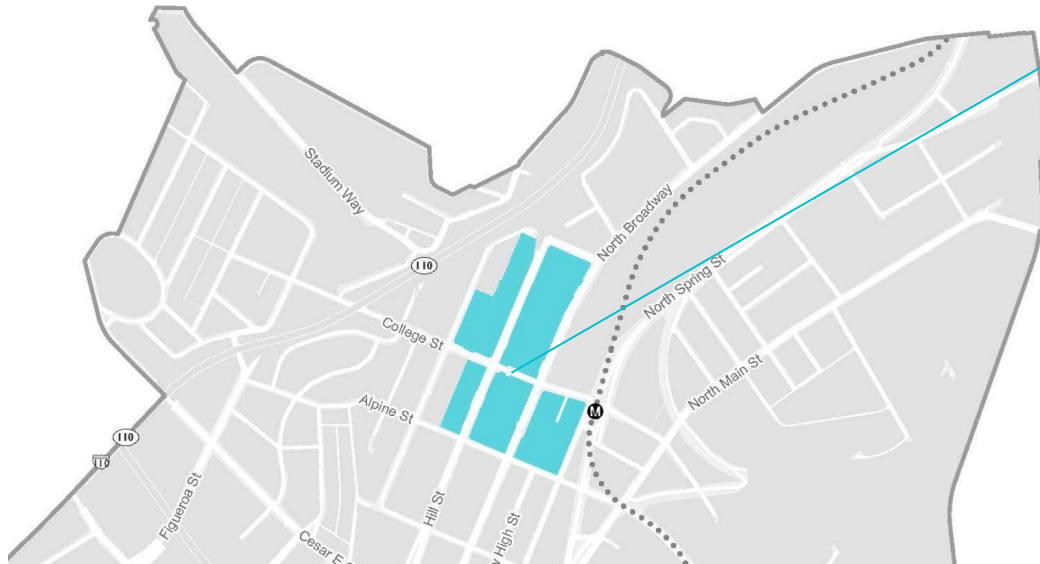 Stadium Way
North Broadway
110
North Spring St
College St
North Main St
Alpine St
M
110
110
Figueroa St
Hill St
High St
Cesar E